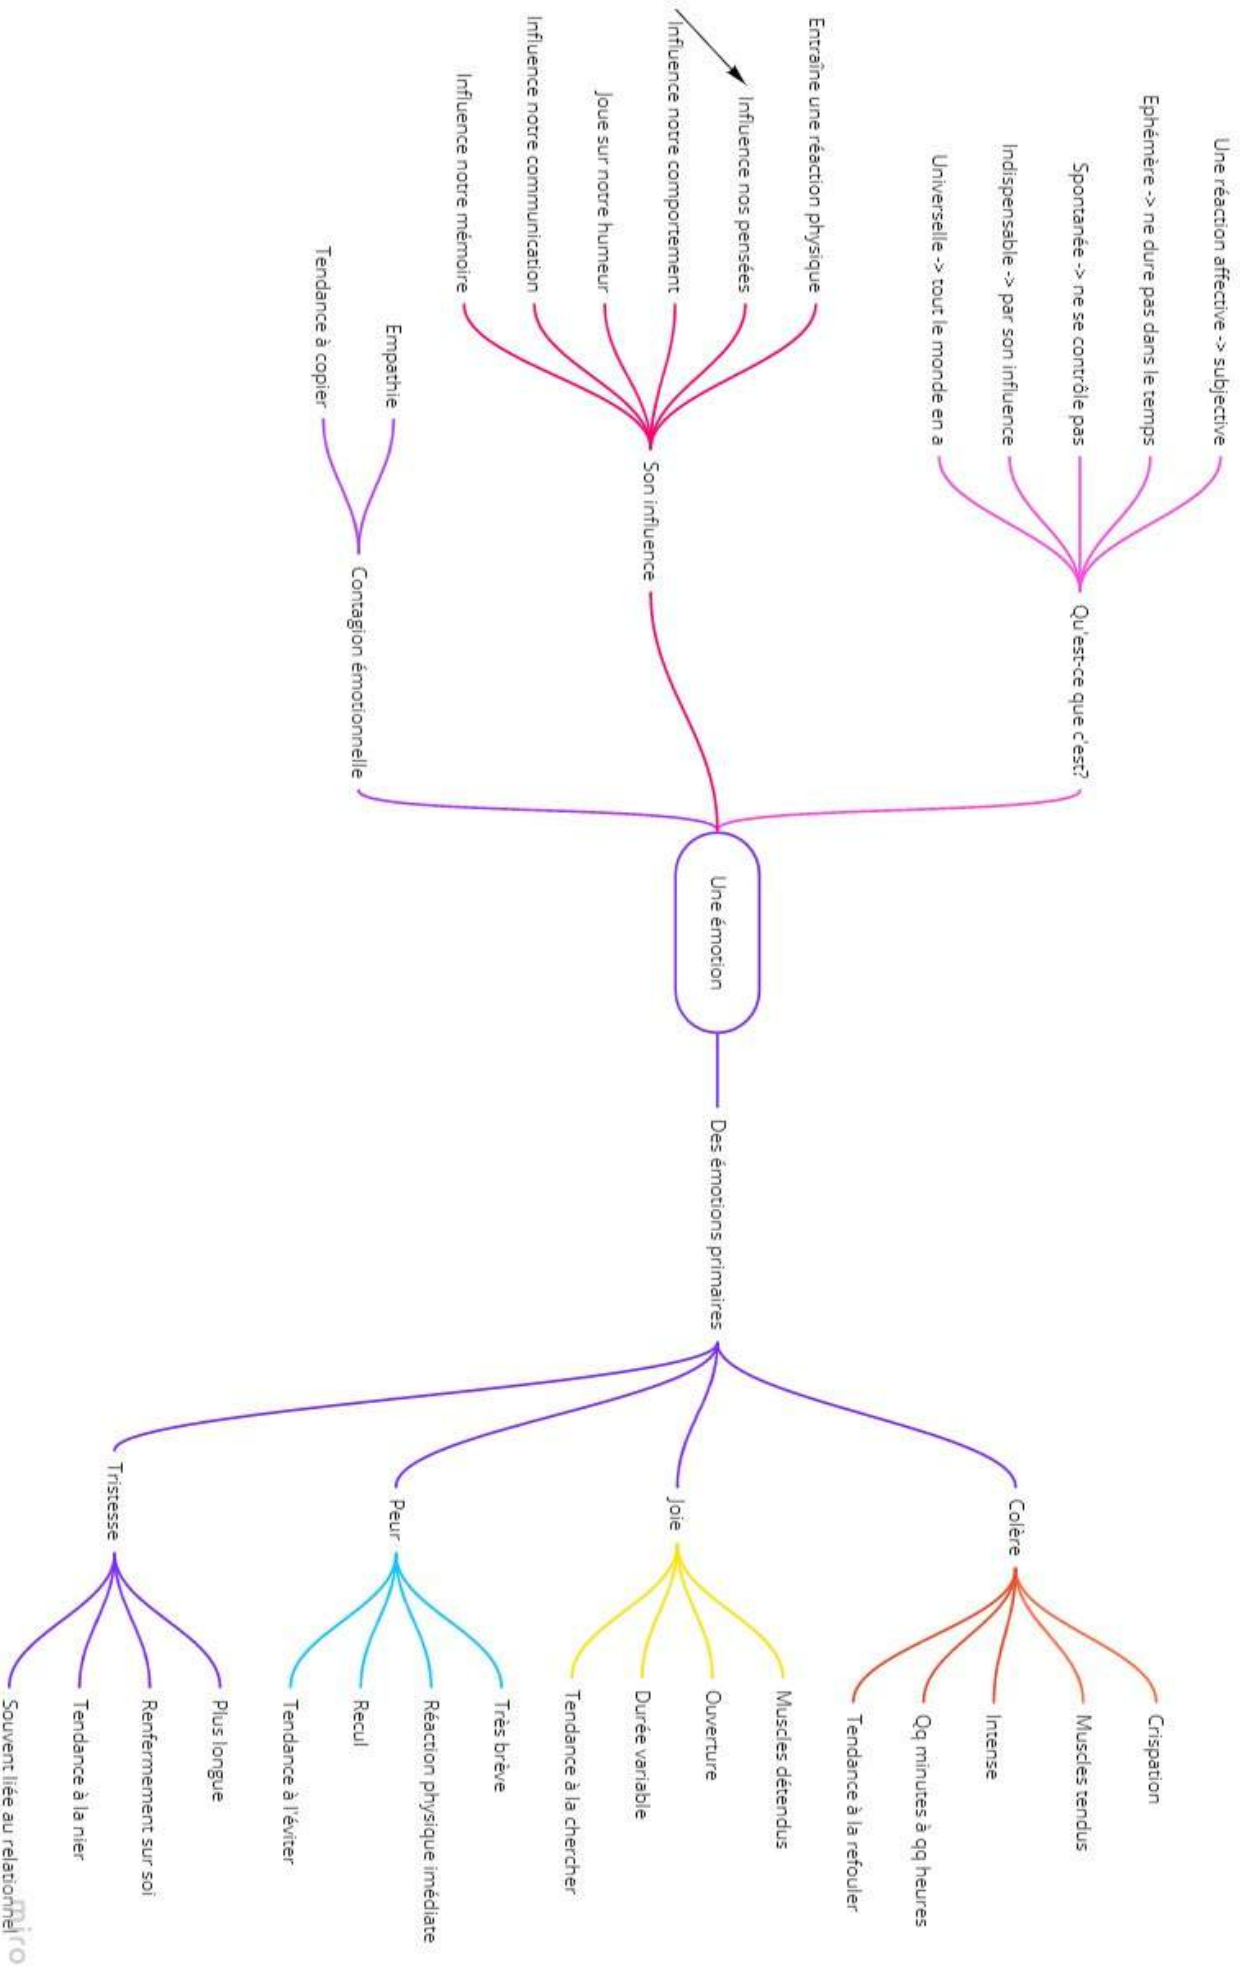 Une réaction affective -> subjective
Ephémère -> ne dure pas dans le temps
Spontanée -> ne se contrôle pas
Indispensable -> par son influence
Universelle -> tout le monde en a
Qu'est-ce que c'est?
Entraîne une réaction physique
Influence nos pensées
Influence notre comportement
Joue sur notre humeur
Influence notre communication
Influence notre mémoire
Son influence
Empathie
Tendance à copier
Contagion émotionnelle
Une émotion
Des émotions primaires
Colère
Crispation
Muscles tendus
Intense
Qq minutes à qq heures
Tendance à la refouler
Joie
Muscles détendus
Ouverture
Durée variable
Tendance à la chercher
Peur
Très brève
Réaction physique imédiate
Recul
Tendance à l'éviter
Tristesse
Plus longue
Renfermement sur soi
Tendance à la nier
Souvent liée au relationnel
miro